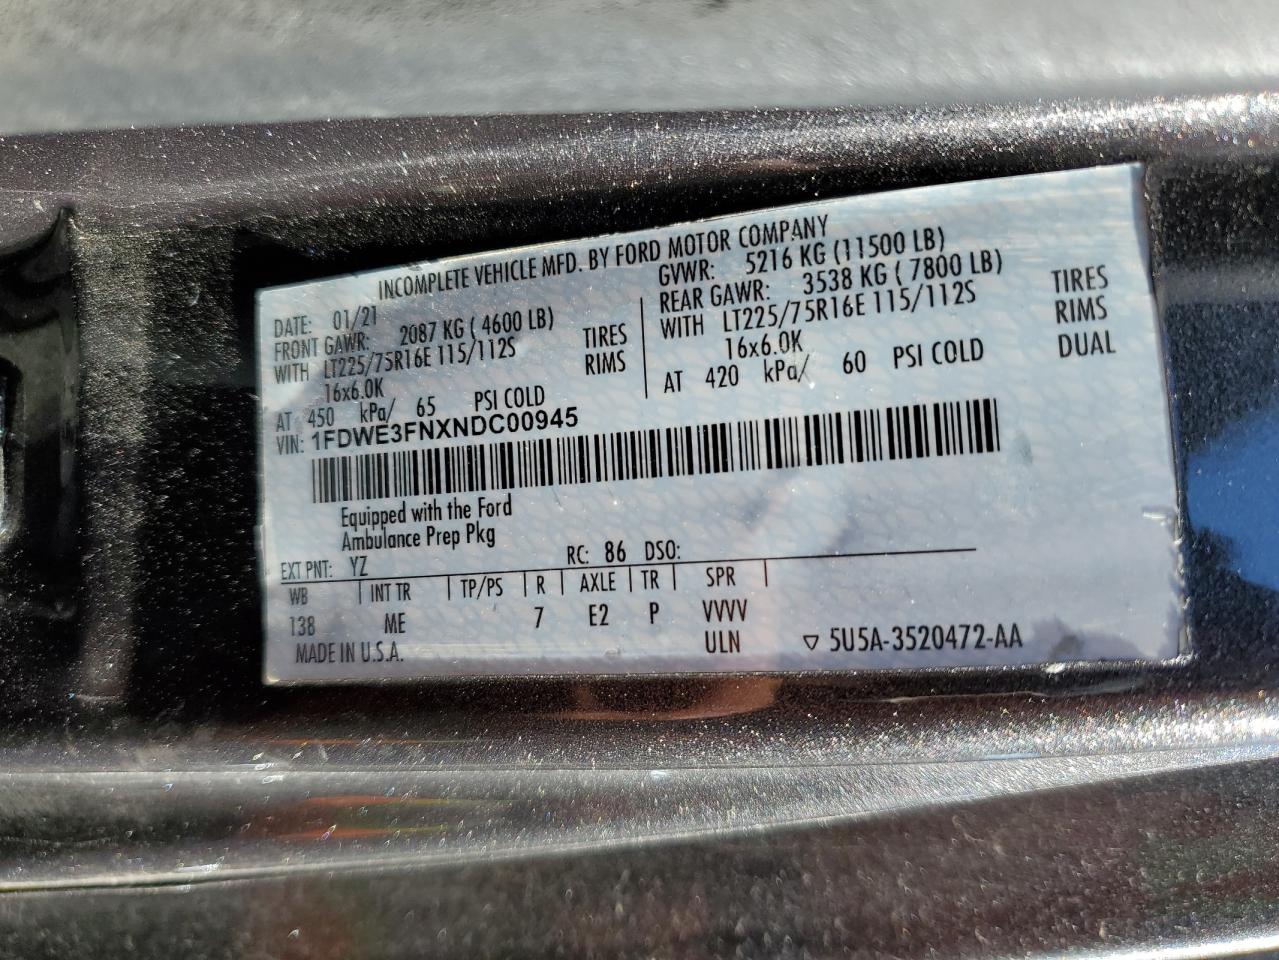 INCOMPLETE VEHICLE MFD. BY FORD MOTOR COMPANY
DATE: 01/21
FRONT GAWR: 2087 KG ( 4600 LB)
WITH LT225/75R16E 115/112S TIRES
16x6.0K RIMS
AT 450 kPa/ 65 PSI COLD
GVWR: 5216 KG (11500 LB)
REAR GAWR: 3538 KG ( 7800 LB)
WITH LT225/75R16E 115/112S TIRES
16x6.0K RIMS
AT 420 kPa/ 60 PSI COLD DUAL
VIN: 1FDWE3FNXNDC00945
Equipped with the Ford
Ambulance Prep Pkg
EXT PNT: YZ RC: 86 DSO:
WB INT TR TP/PS R AXLE TR SPR
138 ME 7 E2 P VVVV
MADE IN U.S.A. ULN ▽ 5U5A-3520472-AA